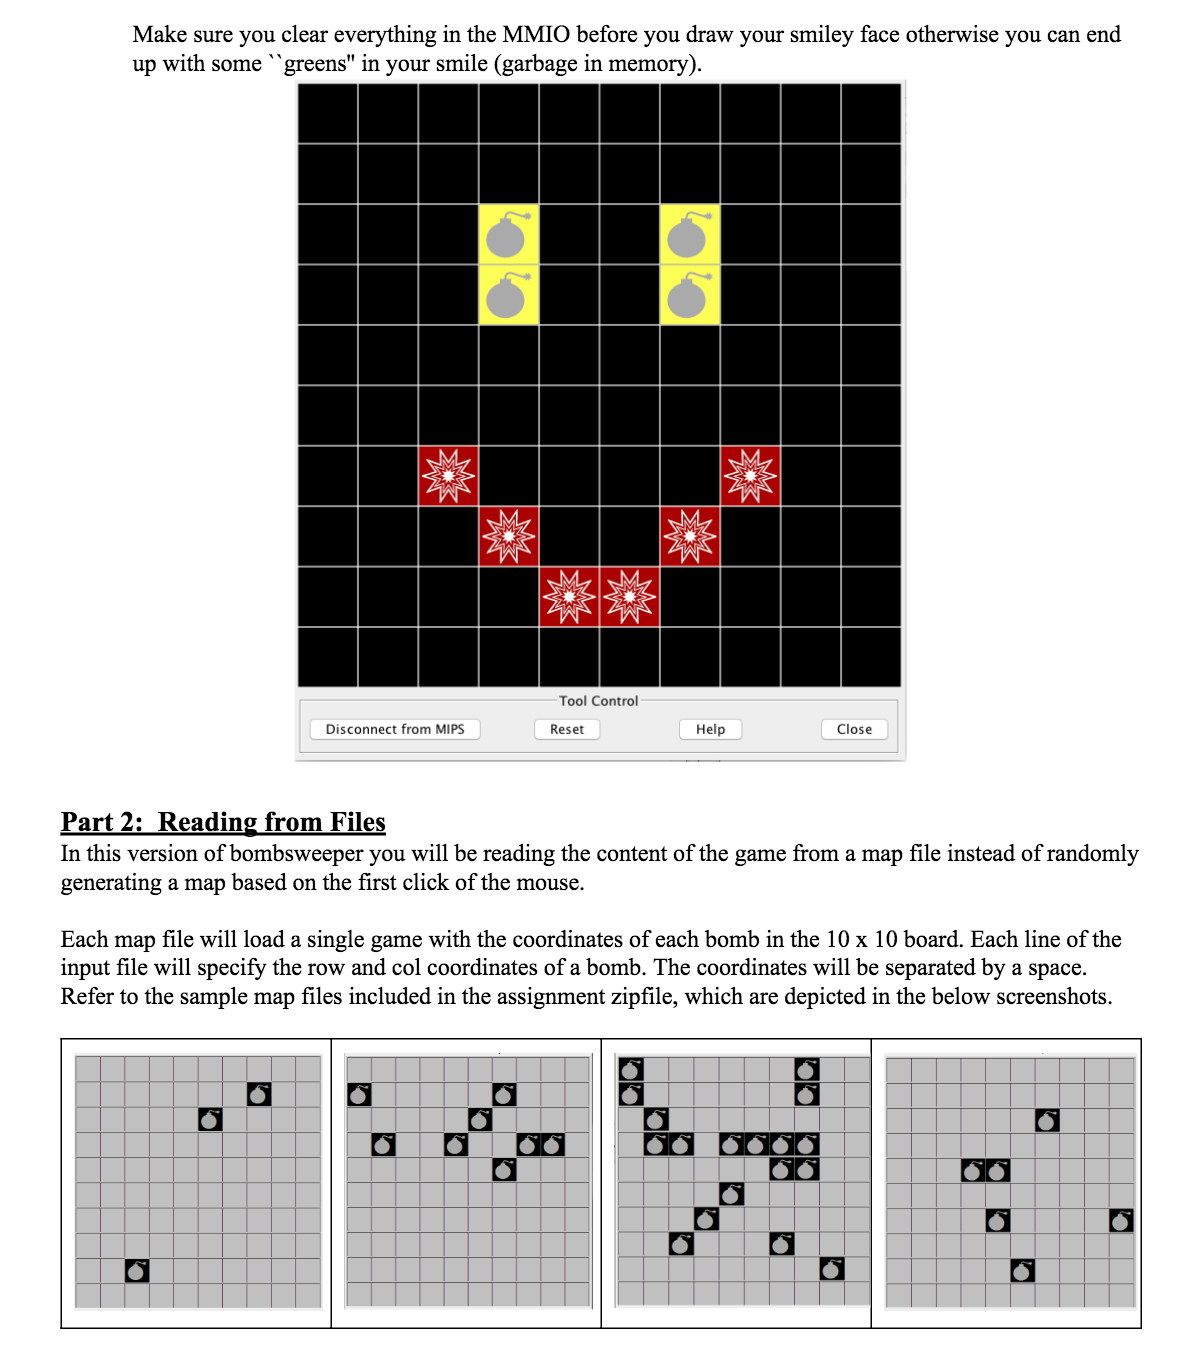 Make sure you clear everything in the MMIO before you draw your smiley face otherwise you can end
up with some ``greens" in your smile (garbage in memory).
Tool Control
Disconnect from MIPS Reset Help Close
Part 2: Reading from Files
In this version of bombsweeper you will be reading the content of the game from a map file instead of randomly
generating a map based on the first click of the mouse.
Each map file will load a single game with the coordinates of each bomb in the 10 x 10 board. Each line of the
input file will specify the row and col coordinates of a bomb. The coordinates will be separated by a space.
Refer to the sample map files included in the assignment zipfile, which are depicted in the below screenshots.